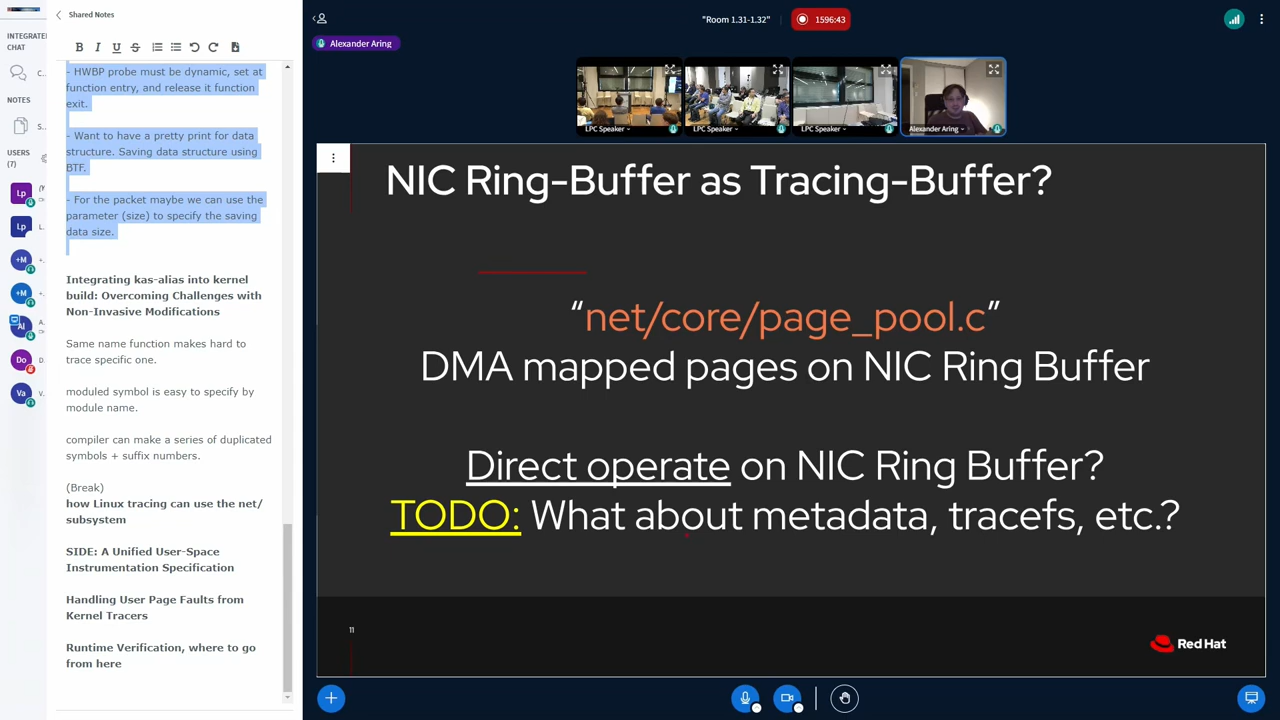 INTEGRATED
CHAT
C..
NOTES
S..
USERS
(7)
Lp
(Y
Lp
L.
+M
+.
+M
+.
Al
A.
Do
D.
Va
V.
Shared Notes
B I U S
- HWBP probe must be dynamic, set at
function entry, and release it function
exit.
- Want to have a pretty print for data
structure. Saving data structure using
BTF.
- For the packet maybe we can use the
parameter (size) to specify the saving
data size.
Integrating kas-alias into kernel
build: Overcoming Challenges with
Non-Invasive Modifications
Same name function makes hard to
trace specific one.
moduled symbol is easy to specify by
module name.
compiler can make a series of duplicated
symbols + suffix numbers.
(Break)
how Linux tracing can use the net/
subsystem
SIDE: A Unified User-Space
Instrumentation Specification
Handling User Page Faults from
Kernel Tracers
Runtime Verification, where to go
from here
"Room 1.31-1.32"
1596:43
Alexander Aring
LPC Speaker
LPC Speaker
LPC Speaker
Alexander Aring
NIC Ring-Buffer as Tracing-Buffer?
“net/core/page_pool.c”
DMA mapped pages on NIC Ring Buffer
Direct operate on NIC Ring Buffer?
TODO: What about metadata, tracefs, etc.?
11
Red Hat